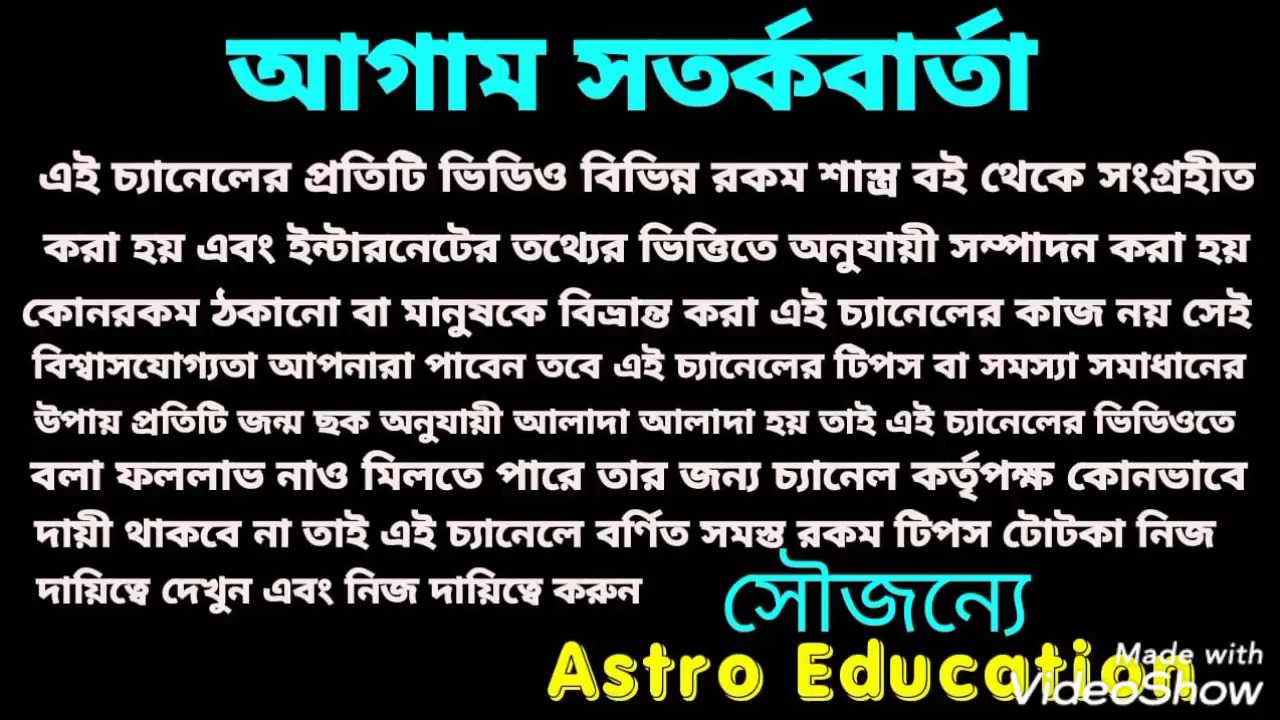 আগাম সতর্কবার্তা
এই চ্যানেলের প্রতিটি ভিডিও বিভিন্ন রকম শাস্ত্র বই থেকে সংগ্রহীত
করা হয় এবং ইন্টারনেটের তথ্যের ভিত্তিতে অনুযায়ী সম্পাদন করা হয়
কোনরকম ঠকানো বা মানুষকে বিভ্রান্ত করা এই চ্যানেলের কাজ নয় সেই
বিশ্বাসযোগ্যতা আপনারা পাবেন তবে এই চ্যানেলের টিপস বা সমস্যা সমাধানের
উপায় প্রতিটি জন্ম ছক অনুযায়ী আলাদা আলাদা হয় তাই এই চ্যানেলের ভিডিওতে
বলা ফললাভ নাও মিলতে পারে তার জন্য চ্যানেল কর্তৃপক্ষ কোনভাবে
দায়ী থাকবে না তাই এই চ্যানেলে বর্ণিত সমস্ত রকম টিপস টোটকা নিজ
দায়িত্বে দেখুন এবং নিজ দায়িত্বে করুন
সৌজন্যে
Astro Education
Made with
VideoShow